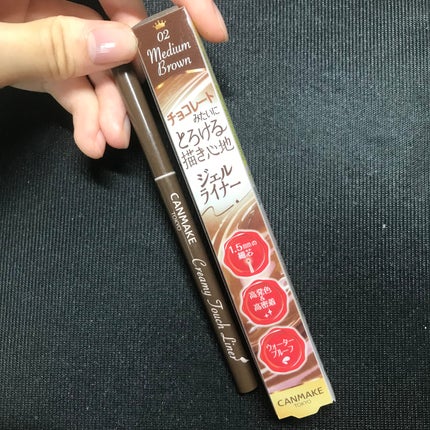 02
Medium
Brown
チョコレート
みたいに
とろける
描き心地
ジェル
ライナー
1.5mmの
細芯
高発色&
高密着
ウォーター
プルーフ
CANMAKE
TOKYO
CANMAKE
TOKYO
Creamy Touch Liner